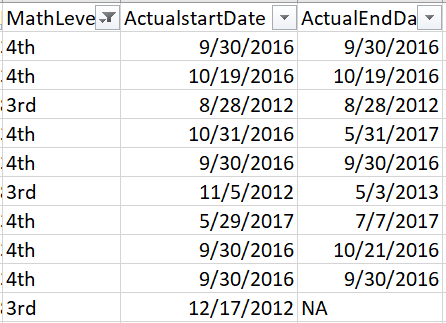 MathLeve ActualstartDate ActualEndDa
4th 9/30/2016 9/30/2016
4th 10/19/2016 10/19/2016
3rd 8/28/2012 8/28/2012
4th 10/31/2016 5/31/2017
4th 9/30/2016 9/30/2016
3rd 11/5/2012 5/3/2013
4th 5/29/2017 7/7/2017
4th 9/30/2016 10/21/2016
4th 9/30/2016 9/30/2016
3rd 12/17/2012 NA